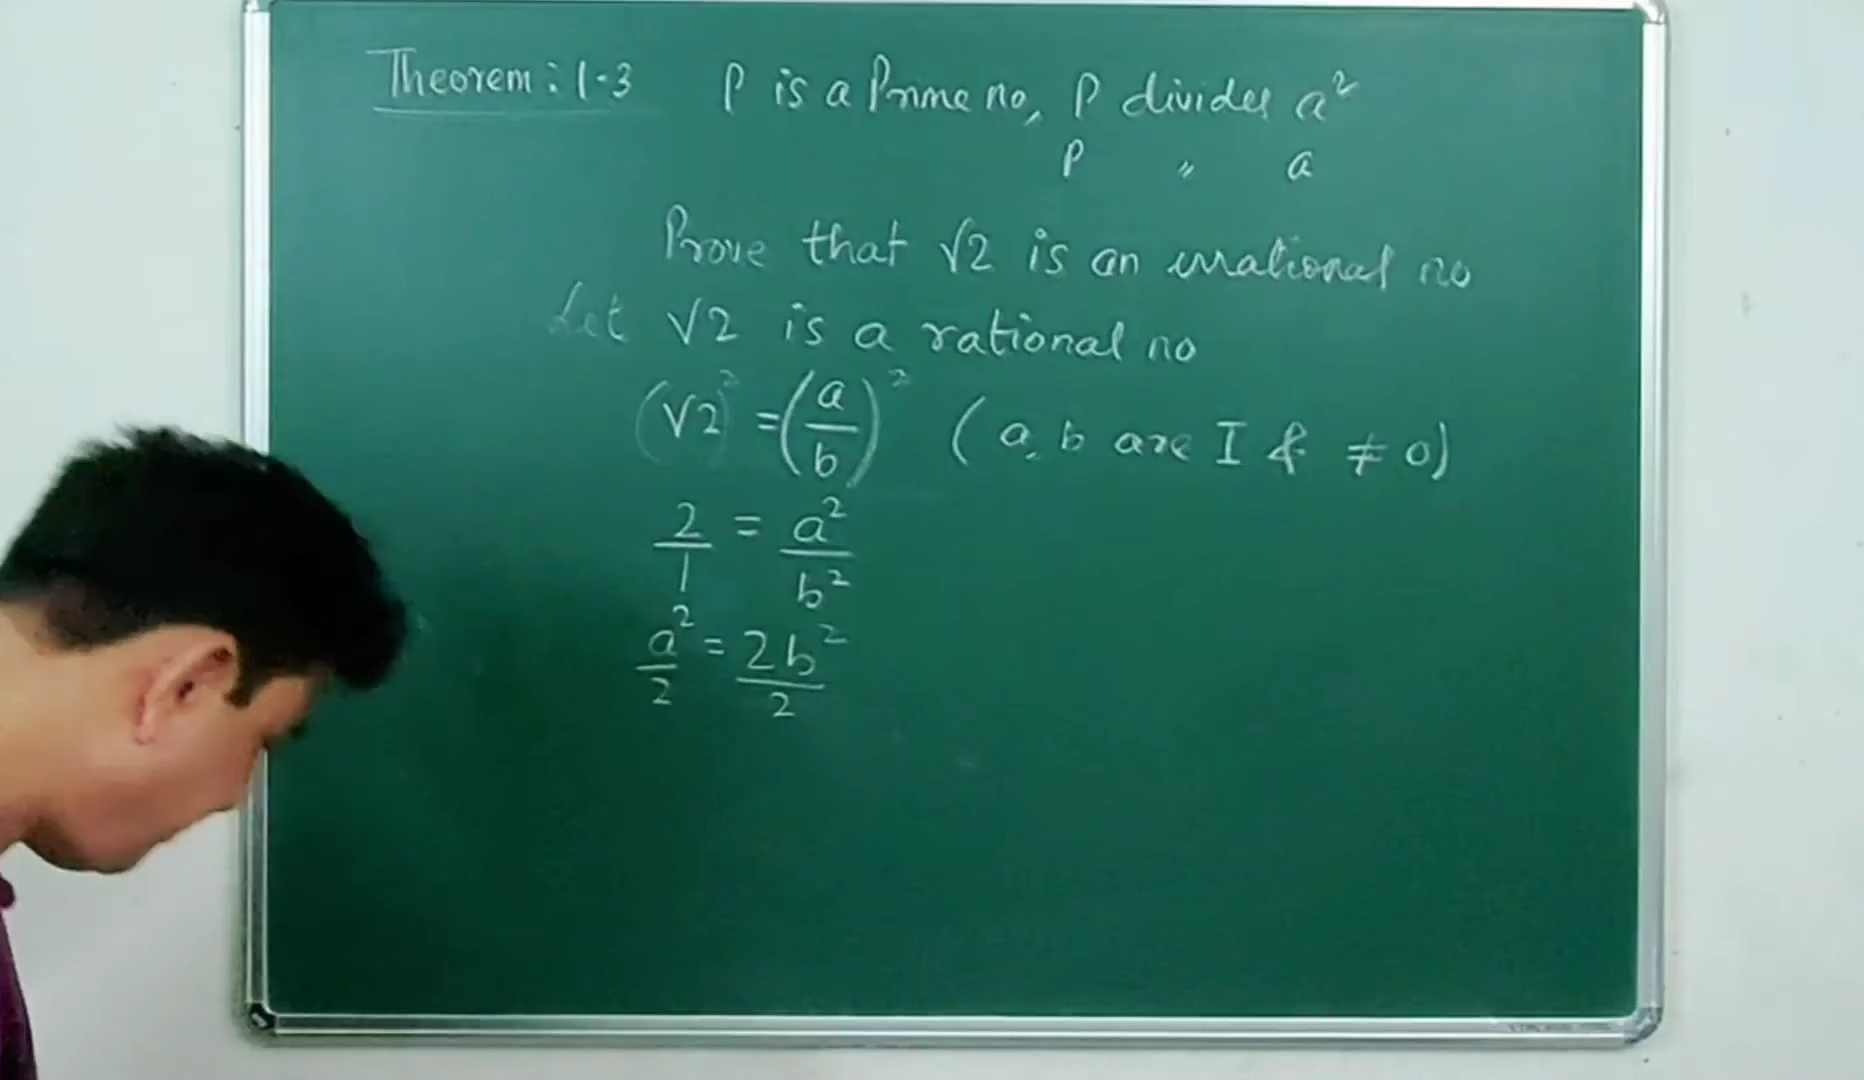 Theorem : 1.3 P is a Prime no, P divides a²
P " a
Prove that √2 is an irrational no
Let √2 is a rational no
(√2)² = (a/b)² (a, b are I & ≠ 0)
2/1 = a²/b²
a²/2 = 2b²/2